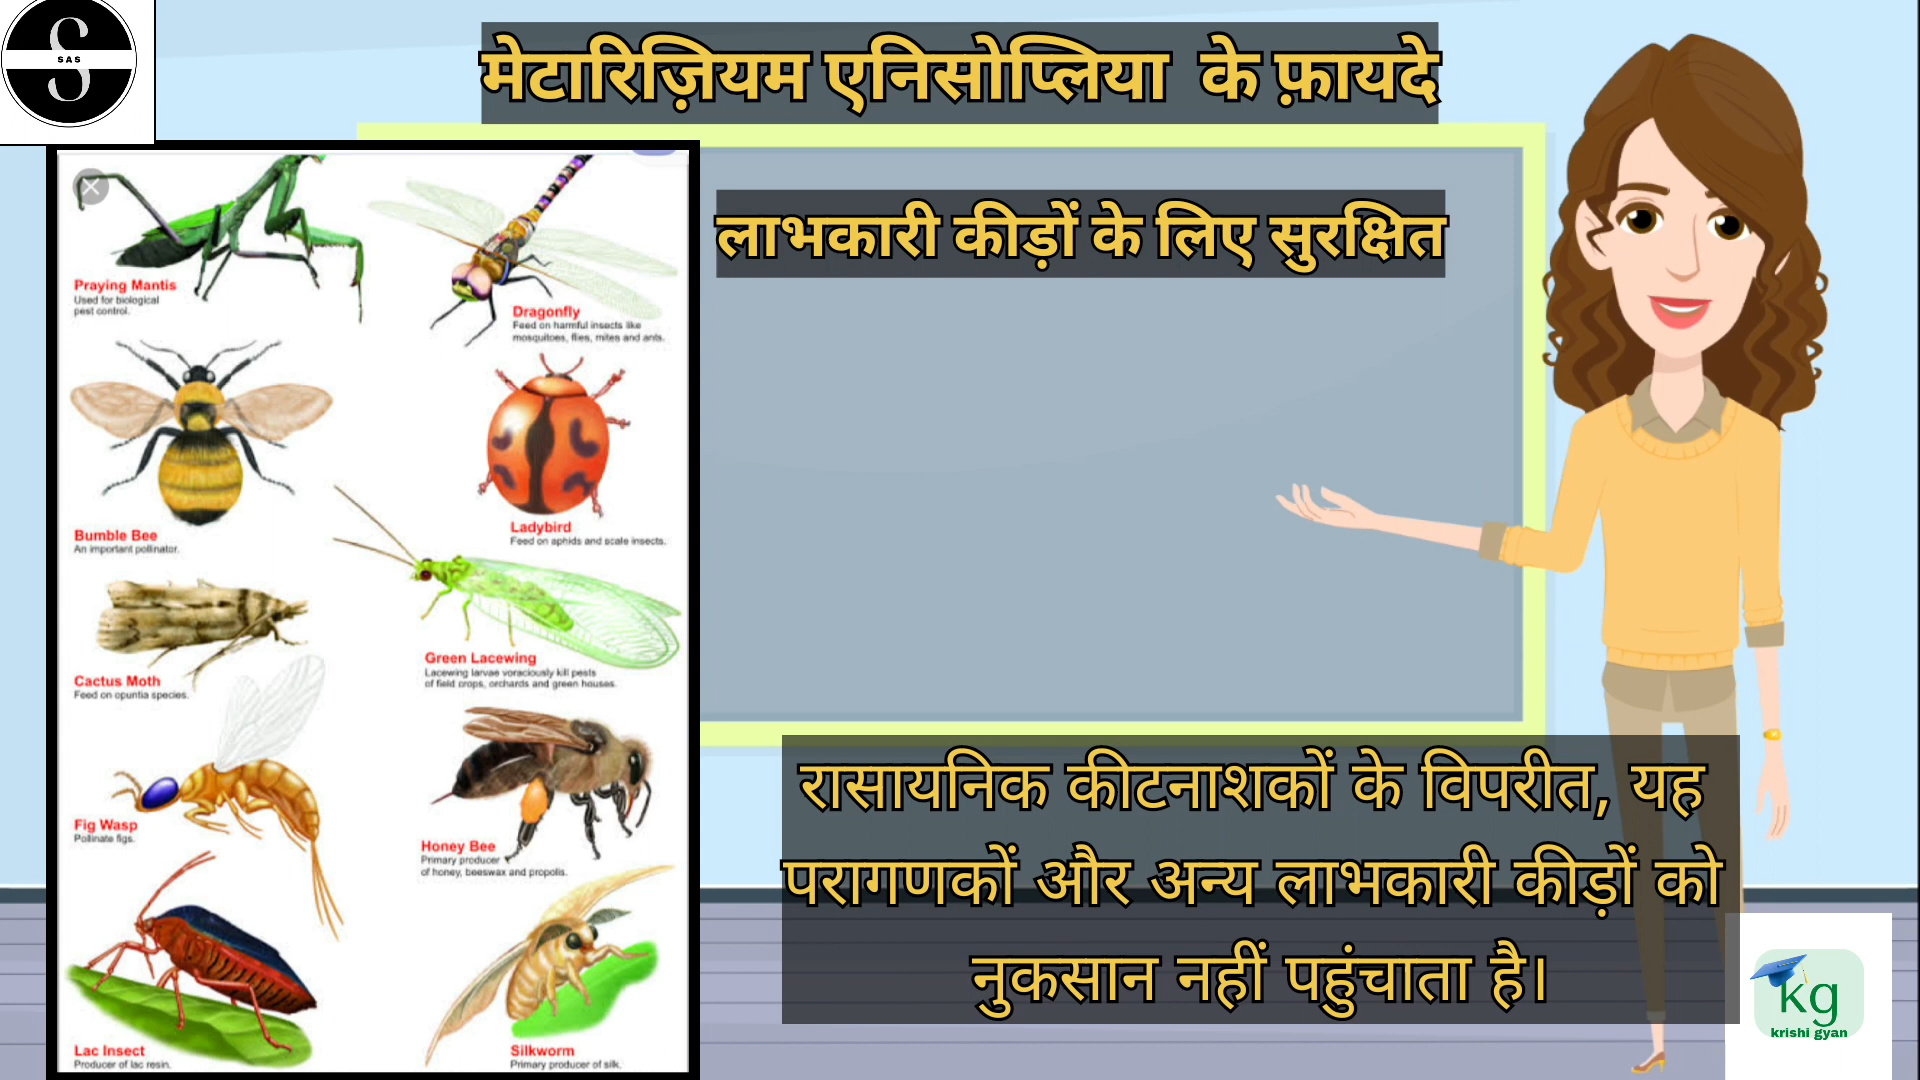 SAS
मेटारिज़ियम एनिसोप्लिया के फ़ायदे
लाभकारी कीड़ों के लिए सुरक्षित
Praying Mantis
Used for biological
pest control.
Dragonfly
Feed on harmful insects like
mosquitoes, flies, mites and ants.
Bumble Bee
An important pollinator.
Ladybird
Feed on aphids and scale insects.
Cactus Moth
Feed on opuntia species.
Green Lacewing
Lacewing larvae voraciously kill pests
of field crops, orchards and green houses.
Fig Wasp
Pollinate figs.
Honey Bee
Primary producer
of honey, beeswax and propolis.
Lac Insect
Producer of lac resin.
Silkworm
Primary producer of silk.
रासायनिक कीटनाशकों के विपरीत, यह
परागणकों और अन्य लाभकारी कीड़ों को
नुकसान नहीं पहुंचाता है।
kg
krishi gyan